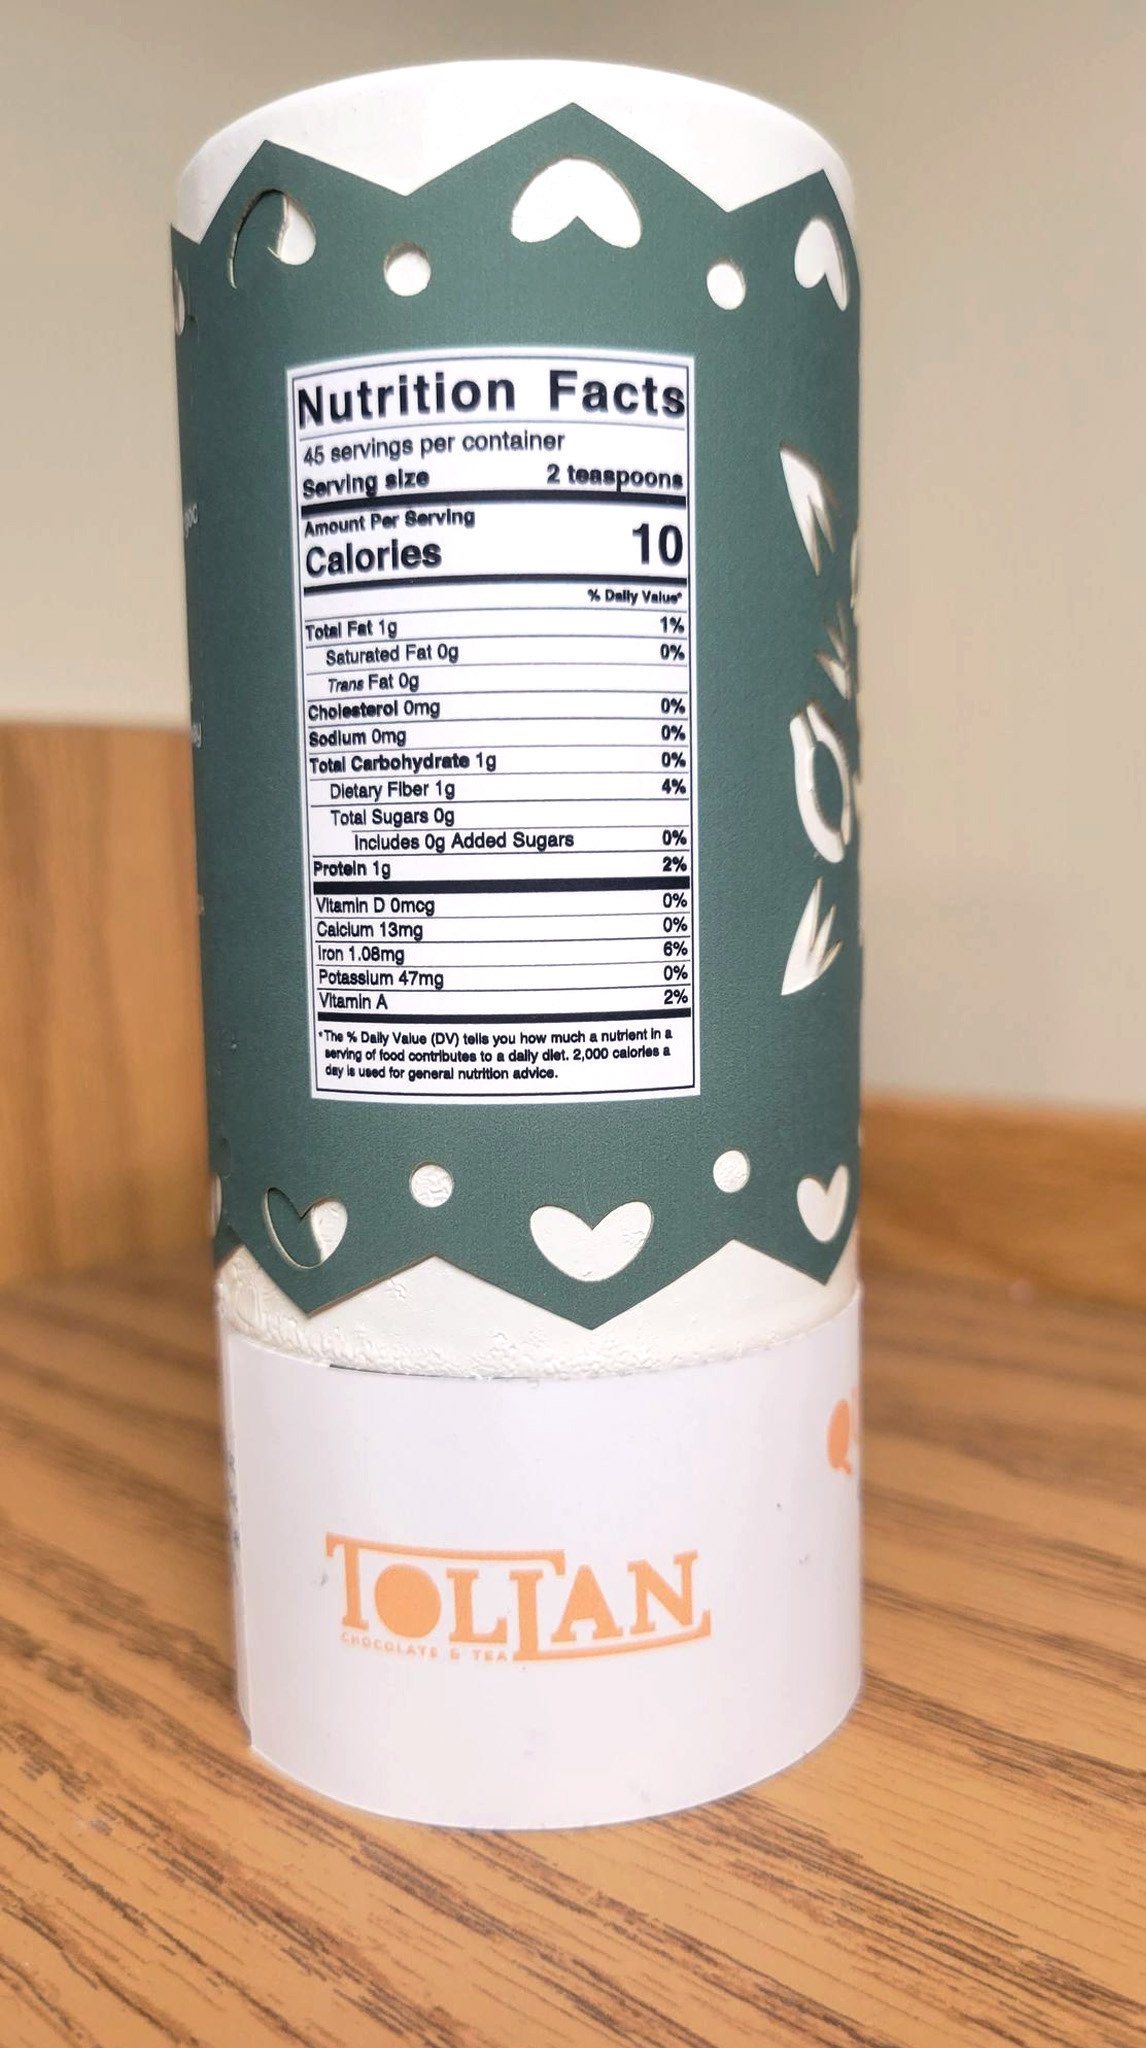 Nutrition Facts
45 servings per container
Serving size 2 teaspoons
Amount Per Serving
Calories 10
% Daily Value*
Total Fat 1g 1%
Saturated Fat 0g 0%
Trans Fat 0g
Cholesterol 0mg 0%
Sodium 0mg 0%
Total Carbohydrate 1g 0%
Dietary Fiber 1g 4%
Total Sugars 0g
Includes 0g Added Sugars 0%
Protein 1g 2%
Vitamin D 0mcg 0%
Calcium 13mg 0%
Iron 1.08mg 6%
Potassium 47mg 0%
Vitamin A 2%
*The % Daily Value (DV) tells you how much a nutrient in a
serving of food contributes to a daily diet. 2,000 calories a
day is used for general nutrition advice.
TOLTAN
CHOCOLATE & TEA